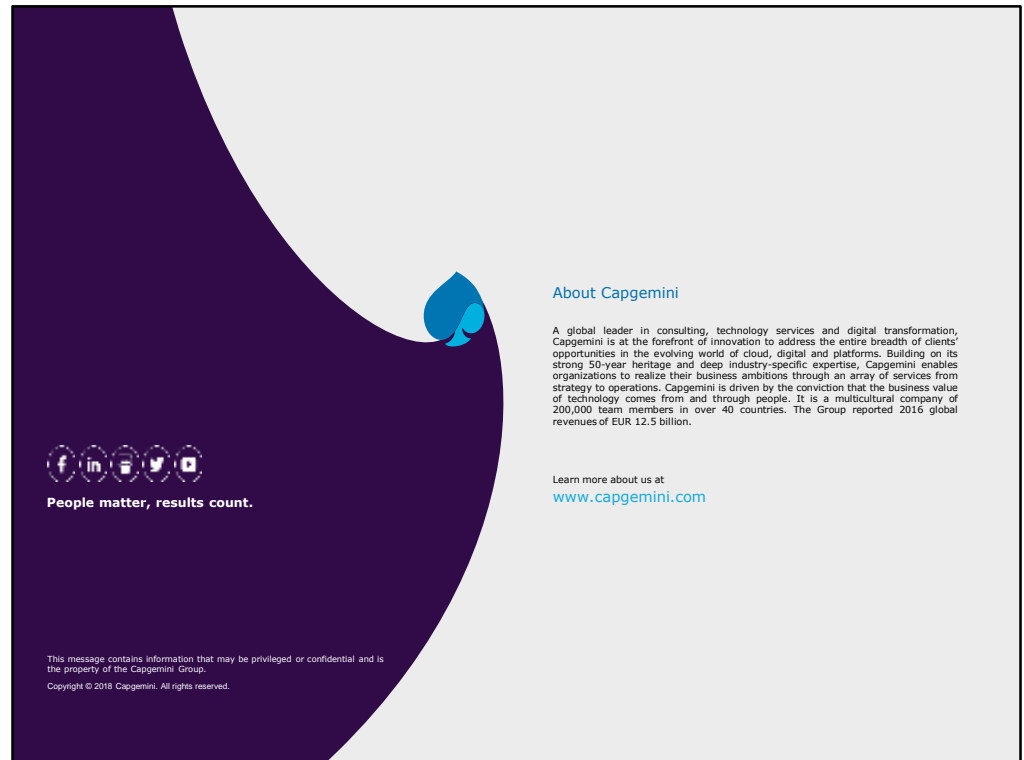 People matter, results count.
This message contains information that may be privileged or confidential and is
the property of the Capgemini Group.
Copyright © 2018 Capgemini. All rights reserved.
About Capgemini
A global leader in consulting, technology services and digital transformation,
Capgemini is at the forefront of innovation to address the entire breadth of clients’
opportunities in the evolving world of cloud, digital and platforms. Building on its
strong 50-year heritage and deep industry-specific expertise, Capgemini enables
organizations to realize their business ambitions through an array of services from
strategy to operations. Capgemini is driven by the conviction that the business value
of technology comes from and through people. It is a multicultural company of
200,000 team members in over 40 countries. The Group reported 2016 global
revenues of EUR 12.5 billion.
Learn more about us at
www.capgemini.com